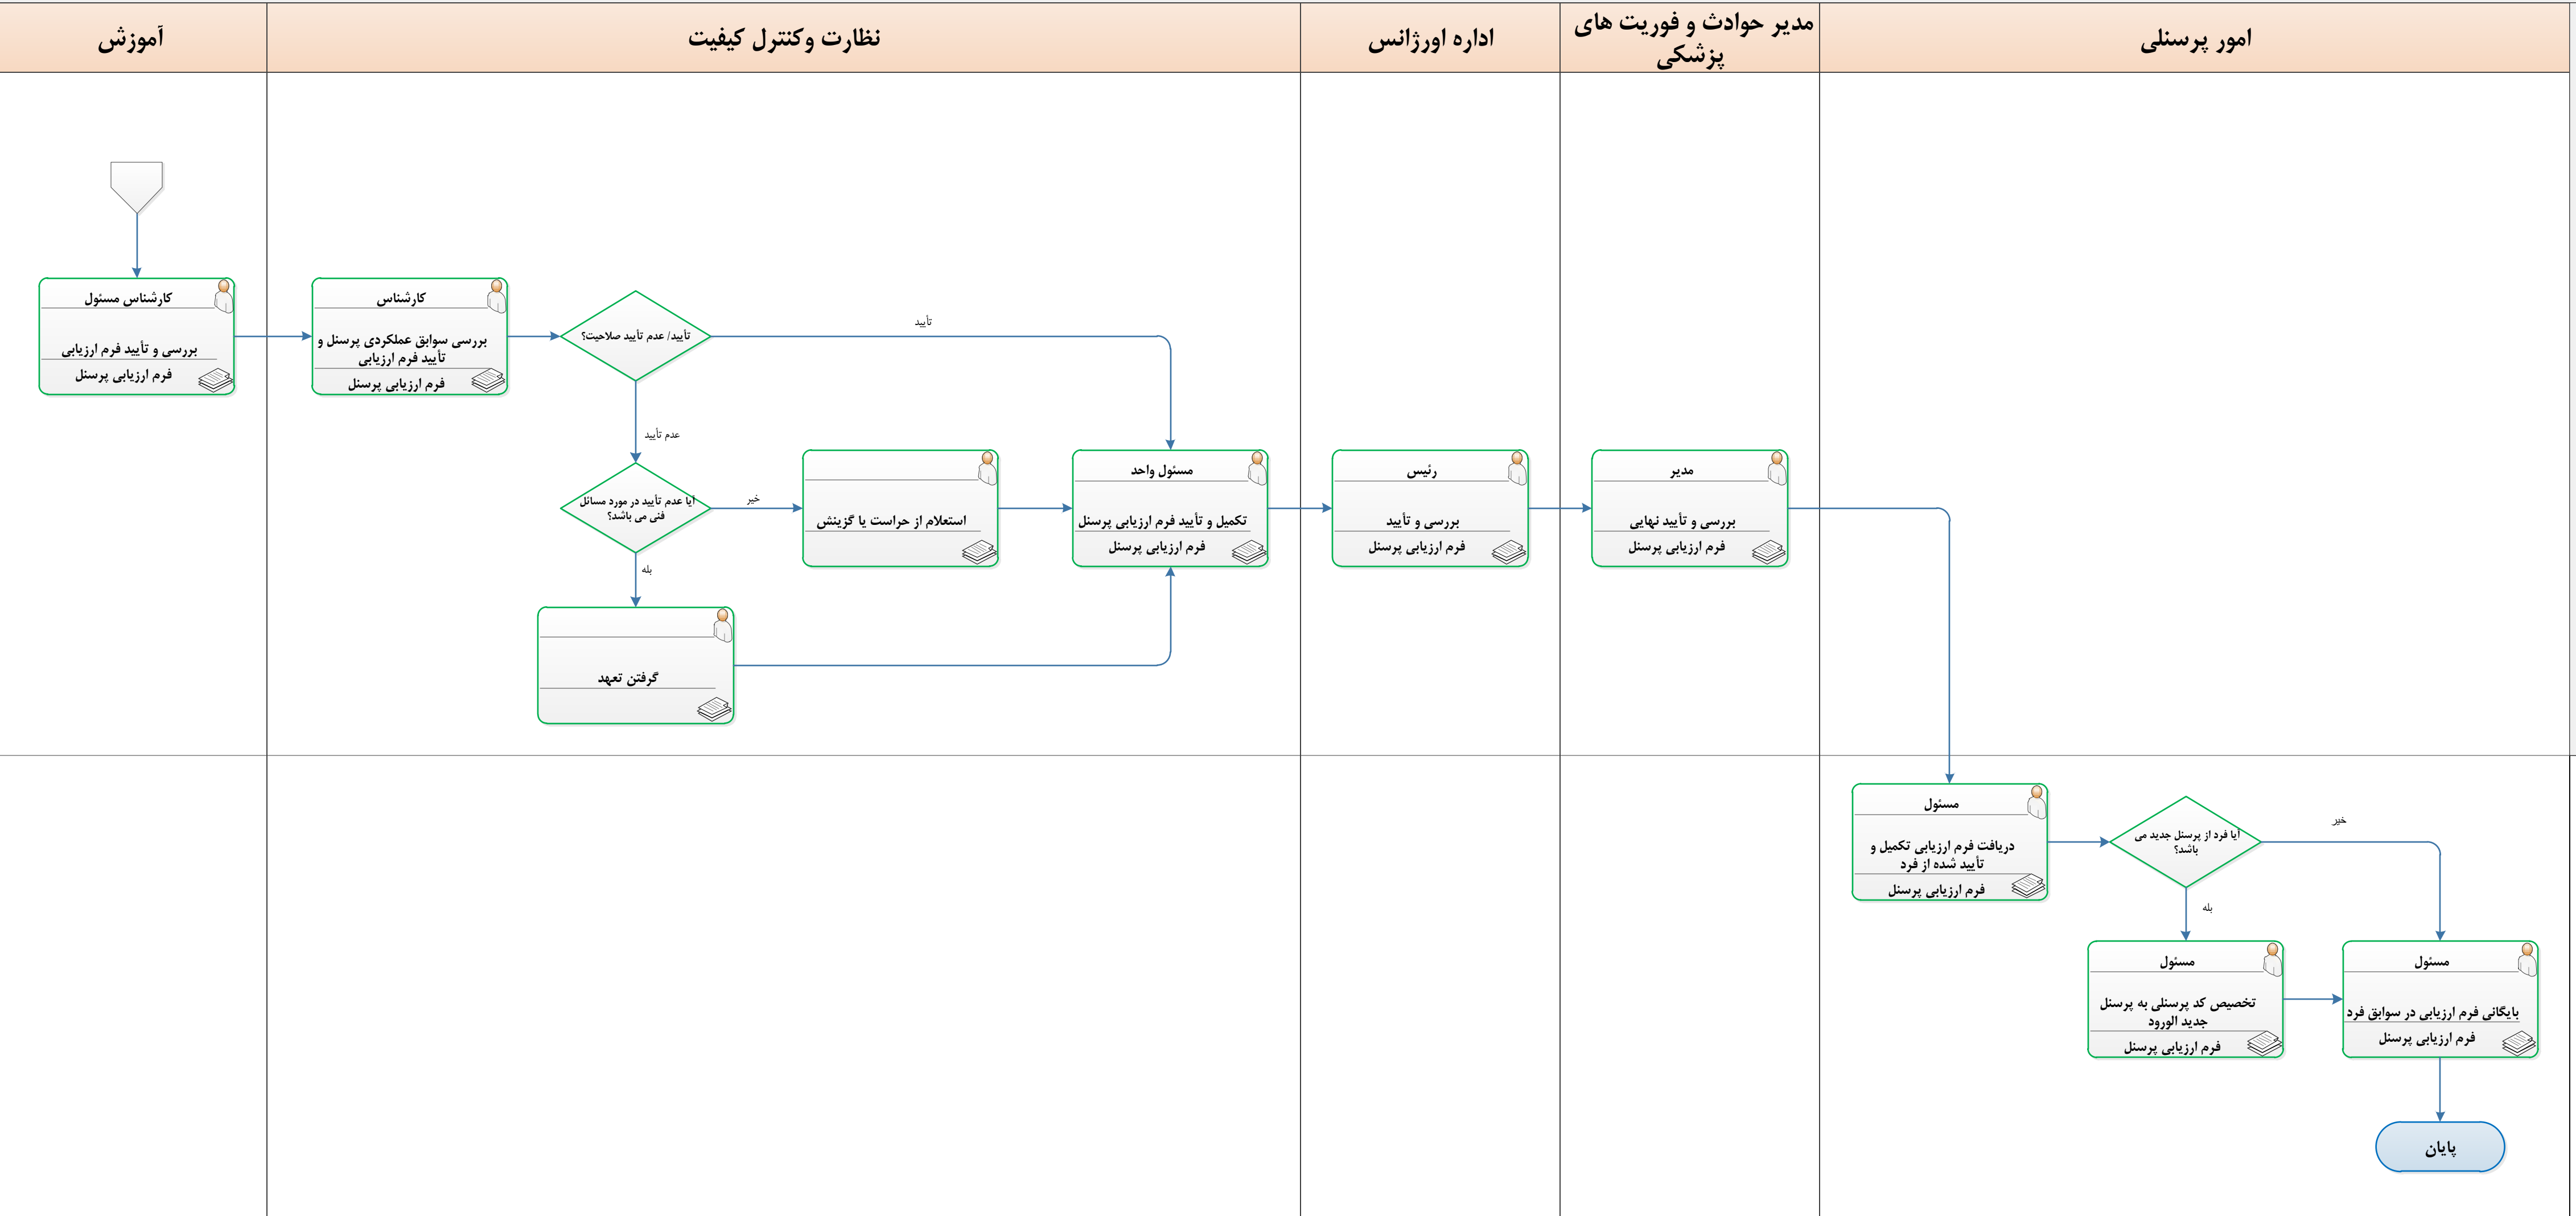 آموزش
نظارت وکنترل کیفیت
اداره اورژانس
مدیر حوادث و فوریت های
پزشکی
امور پرسنلی
کارشناس مسئول
بررسی و تأیید فرم ارزیابی
فرم ارزیابی پرسنل
کارشناس
بررسی سوابق عملکردی پرسنل و
تأیید فرم ارزیابی
فرم ارزیابی پرسنل
تأیید/ عدم تأیید صلاحیت؟
تأیید
عدم تأیید
آیا عدم تأیید در مورد مسائل
فنی می باشد؟
خیر
بله
استعلام از حراست یا گزینش
گرفتن تعهد
مسئول واحد
تکمیل و تأیید فرم ارزیابی پرسنل
فرم ارزیابی پرسنل
رئیس
بررسی و تأیید
فرم ارزیابی پرسنل
مدیر
بررسی و تأیید نهایی
فرم ارزیابی پرسنل
مسئول
دریافت فرم ارزیابی تکمیل و
تأیید شده از فرد
فرم ارزیابی پرسنل
آیا فرد از پرسنل جدید می
باشد؟
خیر
بله
مسئول
تخصیص کد پرسنلی به پرسنل
جدید الورود
فرم ارزیابی پرسنل
مسئول
بایگانی فرم ارزیابی در سوابق فرد
فرم ارزیابی پرسنل
پایان